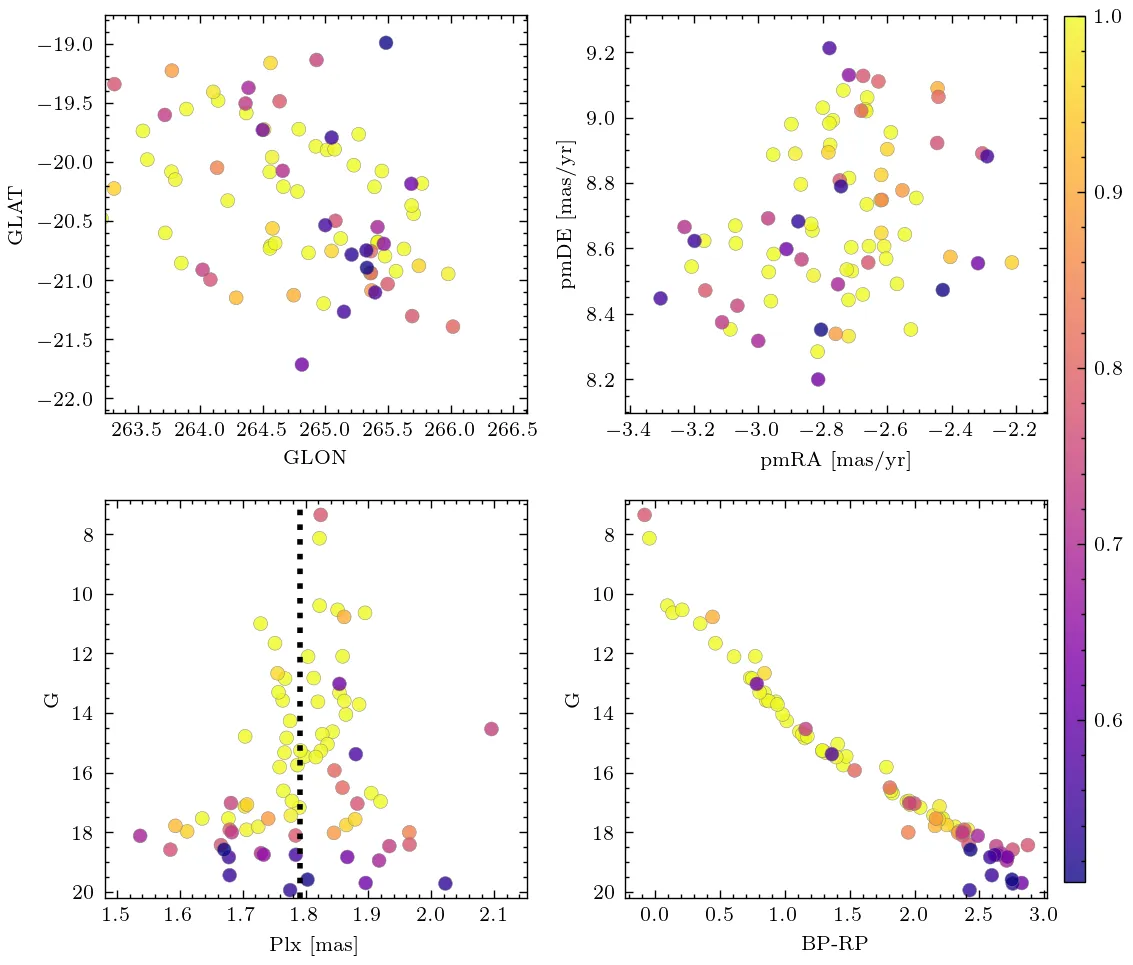 −19.0
−19.5
−20.0
−20.5
−21.0
−21.5
−22.0
GLAT
263.5 264.0 264.5 265.0 265.5 266.0 266.5
GLON
9.2
9.0
8.8
8.6
8.4
8.2
pmDE [mas/yr]
−3.4 −3.2 −3.0 −2.8 −2.6 −2.4 −2.2
pmRA [mas/yr]
8
10
12
14
16
18
20
G
1.5 1.6 1.7 1.8 1.9 2.0 2.1
Plx [mas]
8
10
12
14
16
18
20
G
0.0 0.5 1.0 1.5 2.0 2.5 3.0
BP-RP
1.0
0.9
0.8
0.7
0.6